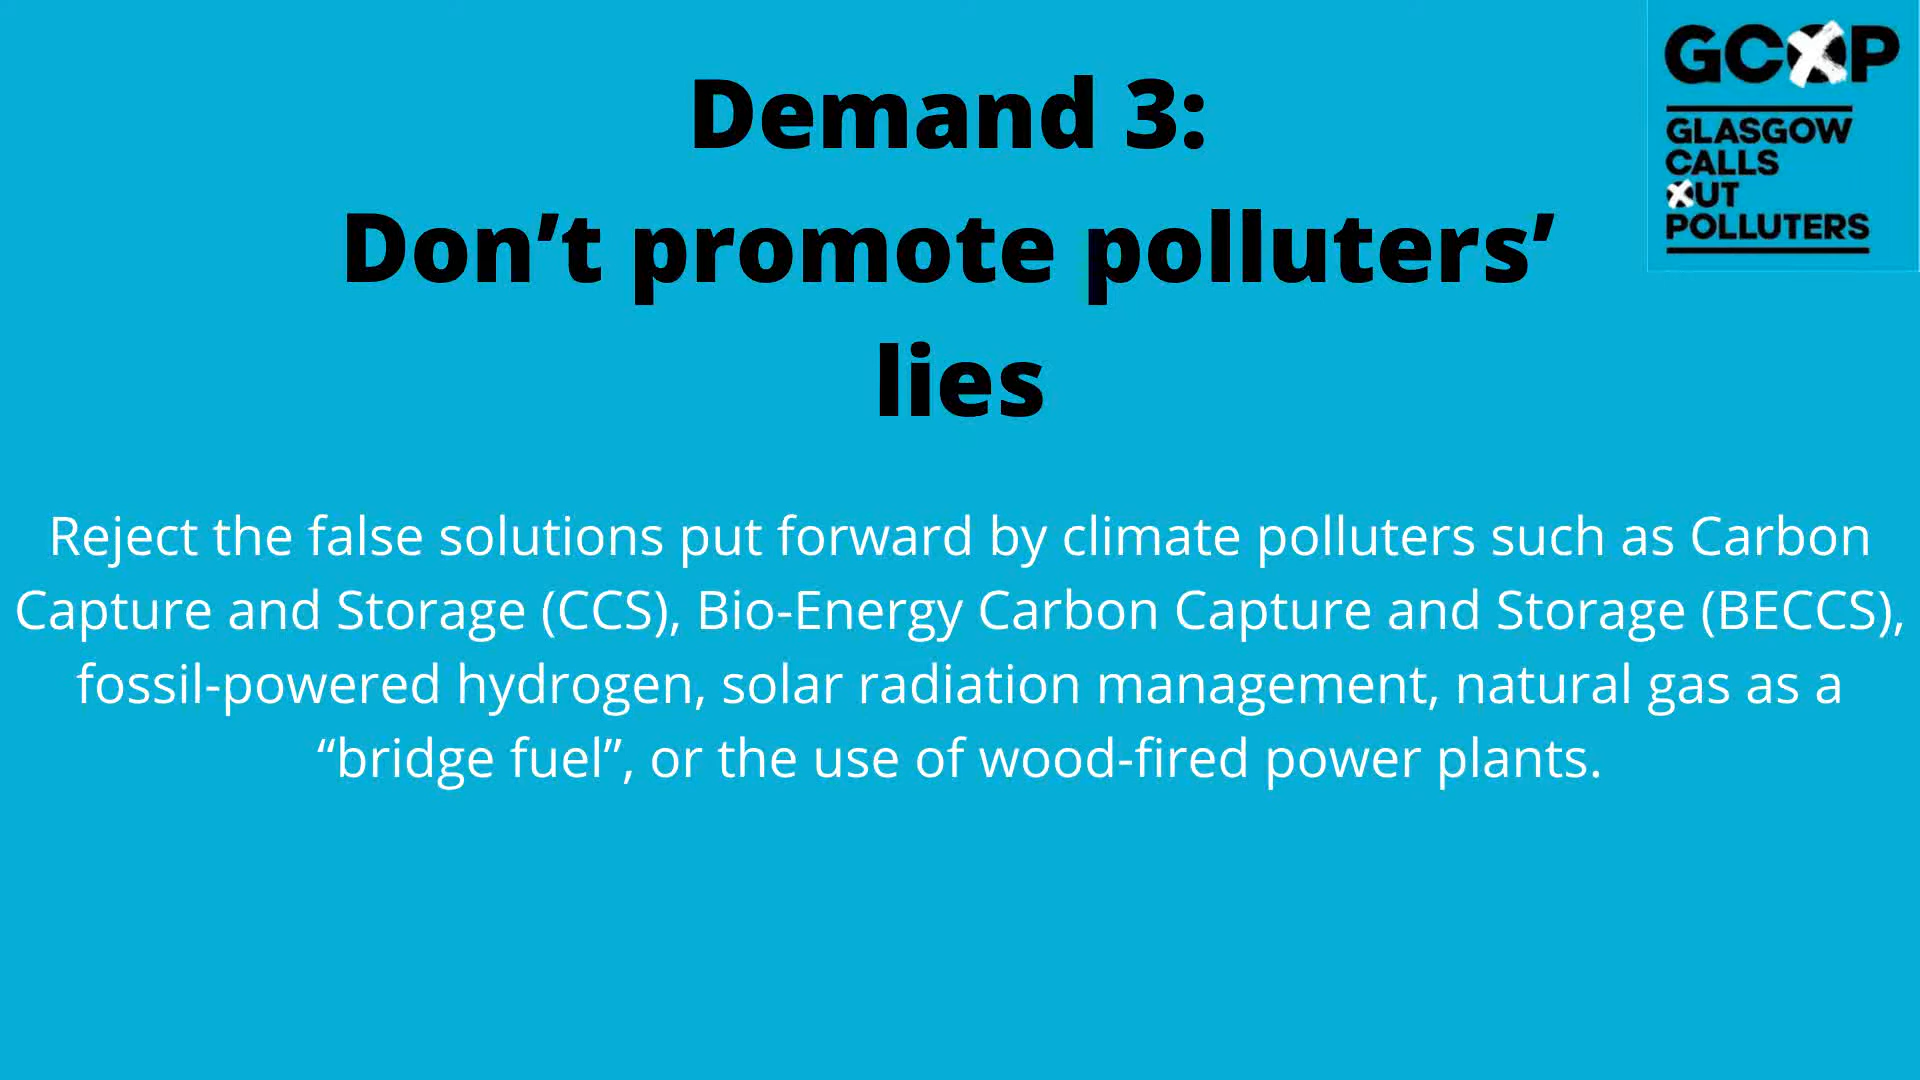 Demand 3:
Don’t promote polluters’
lies
GCOP
GLASGOW
CALLS
OUT
POLLUTERS
Reject the false solutions put forward by climate polluters such as Carbon
Capture and Storage (CCS), Bio-Energy Carbon Capture and Storage (BECCS),
fossil-powered hydrogen, solar radiation management, natural gas as a
“bridge fuel”, or the use of wood-fired power plants.